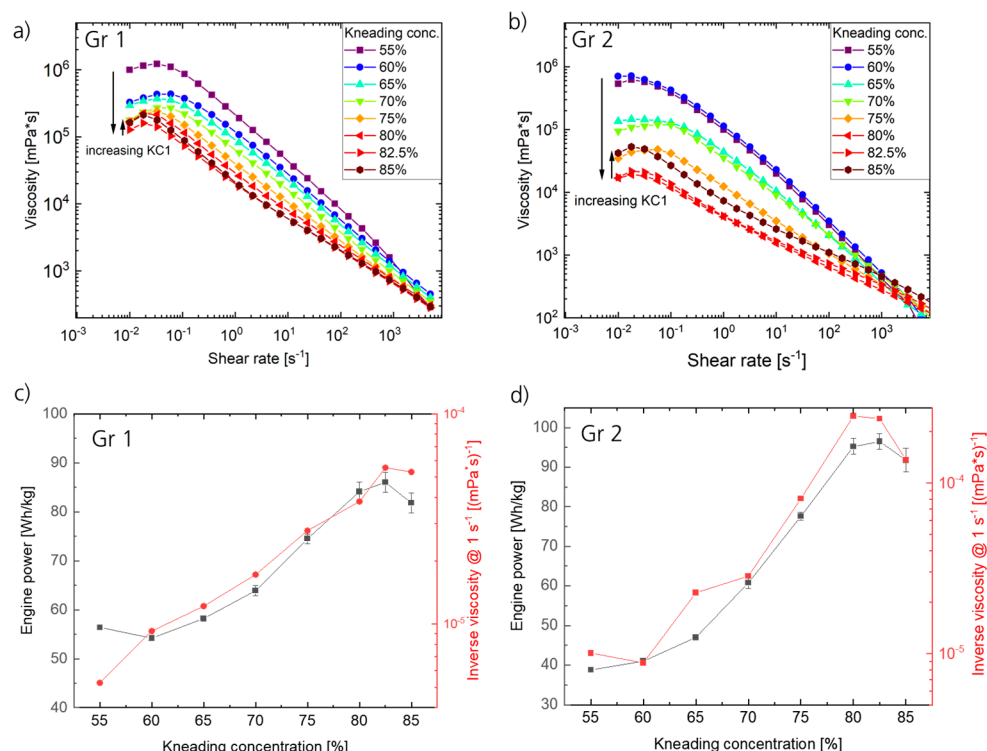 a)
Gr 1
Kneading conc.
55%
60%
65%
70%
75%
80%
82.5%
85%
10^6
10^5
10^4
10^3
Viscosity [mPa*s]
increasing KC1
10^-3 10^-2 10^-1 10^0 10^1 10^2 10^3
Shear rate [s^-1]
b)
Gr 2
Kneading conc.
55%
60%
65%
70%
75%
80%
82.5%
85%
10^6
10^5
10^4
10^3
10^2
Viscosity [mPa*s]
increasing KC1
10^-3 10^-2 10^-1 10^0 10^1 10^2 10^3
Shear rate [s^-1]
c)
Gr 1
100
90
80
70
60
50
40
Engine power [Wh/kg]
10^-4
10^-5
Inverse viscosity @ 1 s^-1 [(mPa*s)^-1]
55 60 65 70 75 80 85
Kneading concentration [%]
d)
Gr 2
100
90
80
70
60
50
40
30
Engine power [Wh/kg]
10^-4
10^-5
Inverse viscosity @ 1 s^-1 [(mPa*s)^-1]
55 60 65 70 75 80 85
Kneading concentration [%]